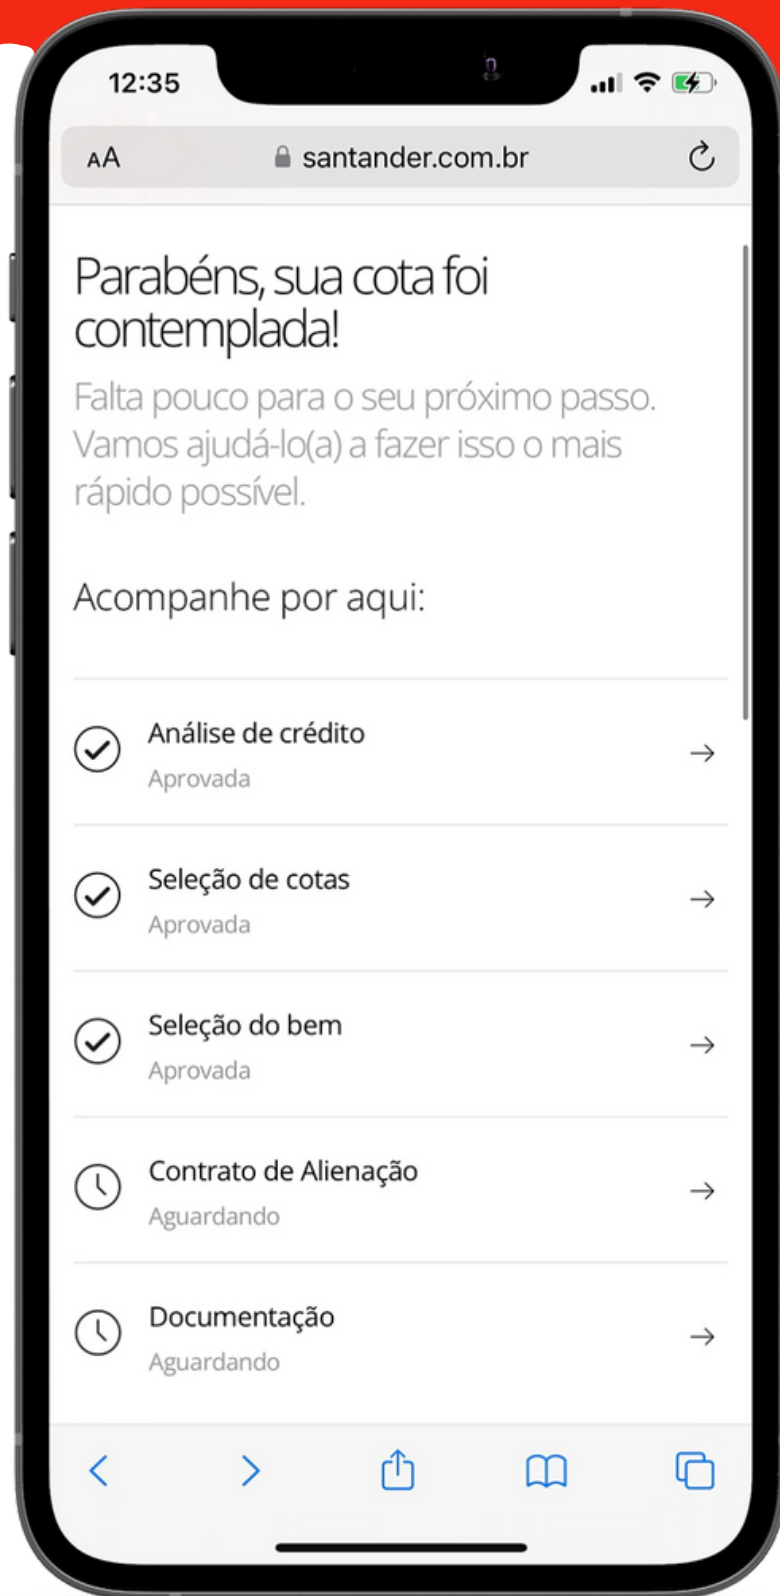 12:35
AA santander.com.br
Parabéns, sua cota foi
contemplada!
Falta pouco para o seu próximo passo.
Vamos ajudá-lo(a) a fazer isso o mais
rápido possível.
Acompanhe por aqui:
Análise de crédito
Aprovada
Seleção de cotas
Aprovada
Seleção do bem
Aprovada
Contrato de Alienação
Aguardando
Documentação
Aguardando